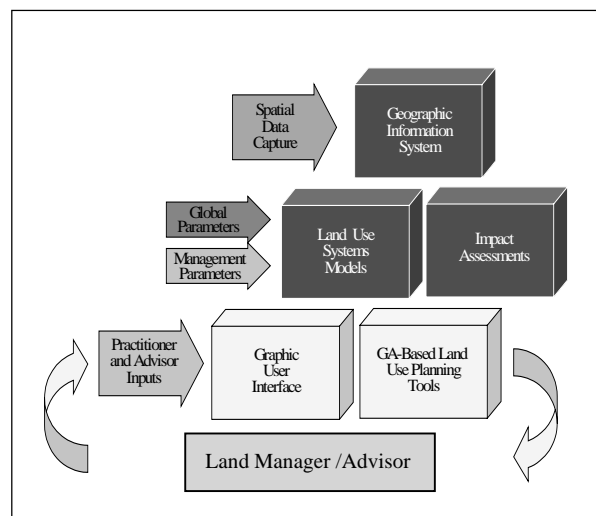 Spatial
Data
Capture
Geographic
Information
System
Global
Parameters
Management
Parameters
Land Use
Systems
Models
Impact
Assessments
Practitioner
and Advisor
Inputs
Graphic
User
Interface
GA-Based Land
Use Planning
Tools
Land Manager /Advisor